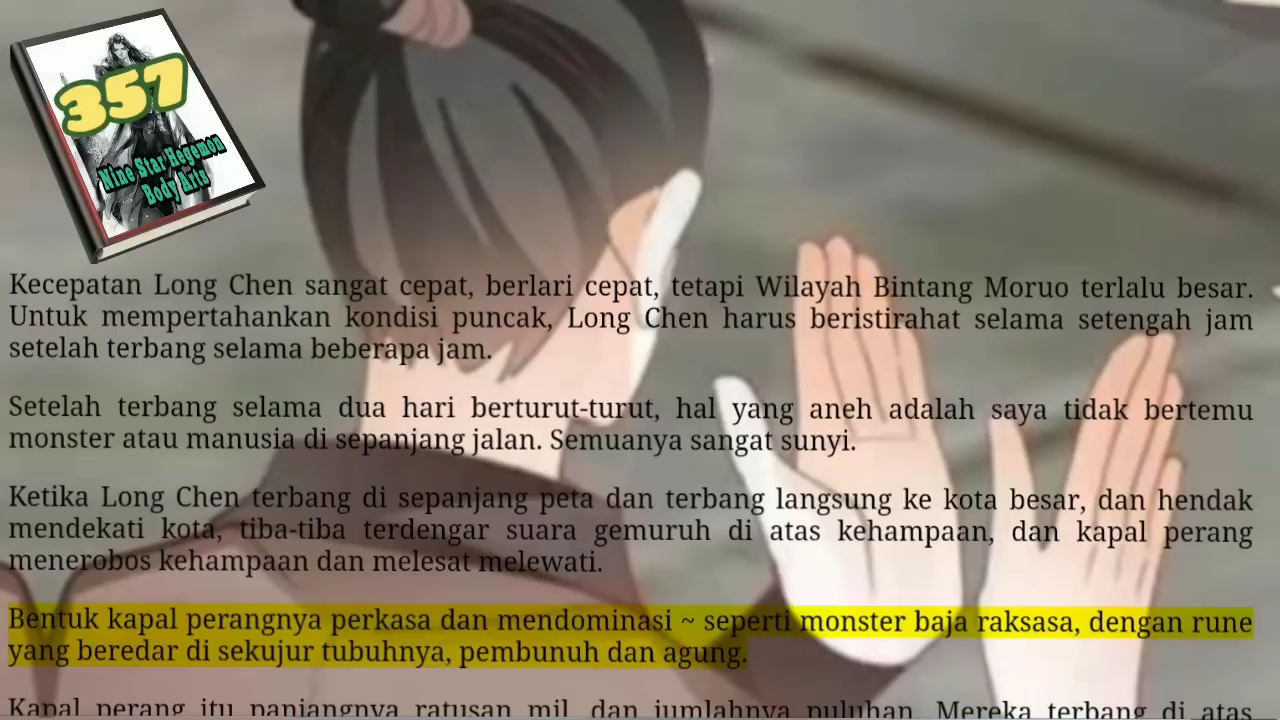 357
Nine Star Hegemon
Body Arts
Kecepatan Long Chen sangat cepat, berlari cepat, tetapi Wilayah Bintang Moruo terlalu besar.
Untuk mempertahankan kondisi puncak, Long Chen harus beristirahat selama setengah jam
setelah terbang selama beberapa jam.
Setelah terbang selama dua hari berturut-turut, hal yang aneh adalah saya tidak bertemu
monster atau manusia di sepanjang jalan. Semuanya sangat sunyi.
Ketika Long Chen terbang di sepanjang peta dan terbang langsung ke kota besar, dan hendak
mendekati kota, tiba-tiba terdengar suara gemuruh di atas kehampaan, dan kapal perang
menerobos kehampaan dan melesat melewati.
Bentuk kapal perangnya perkasa dan mendominasi ~ seperti monster baja raksasa, dengan rune
yang beredar di sekujur tubuhnya, pembunuh dan agung.
Kapal perang itu panjangnya ratusan mil, dan jumlahnya puluhan. Mereka terbang di atas